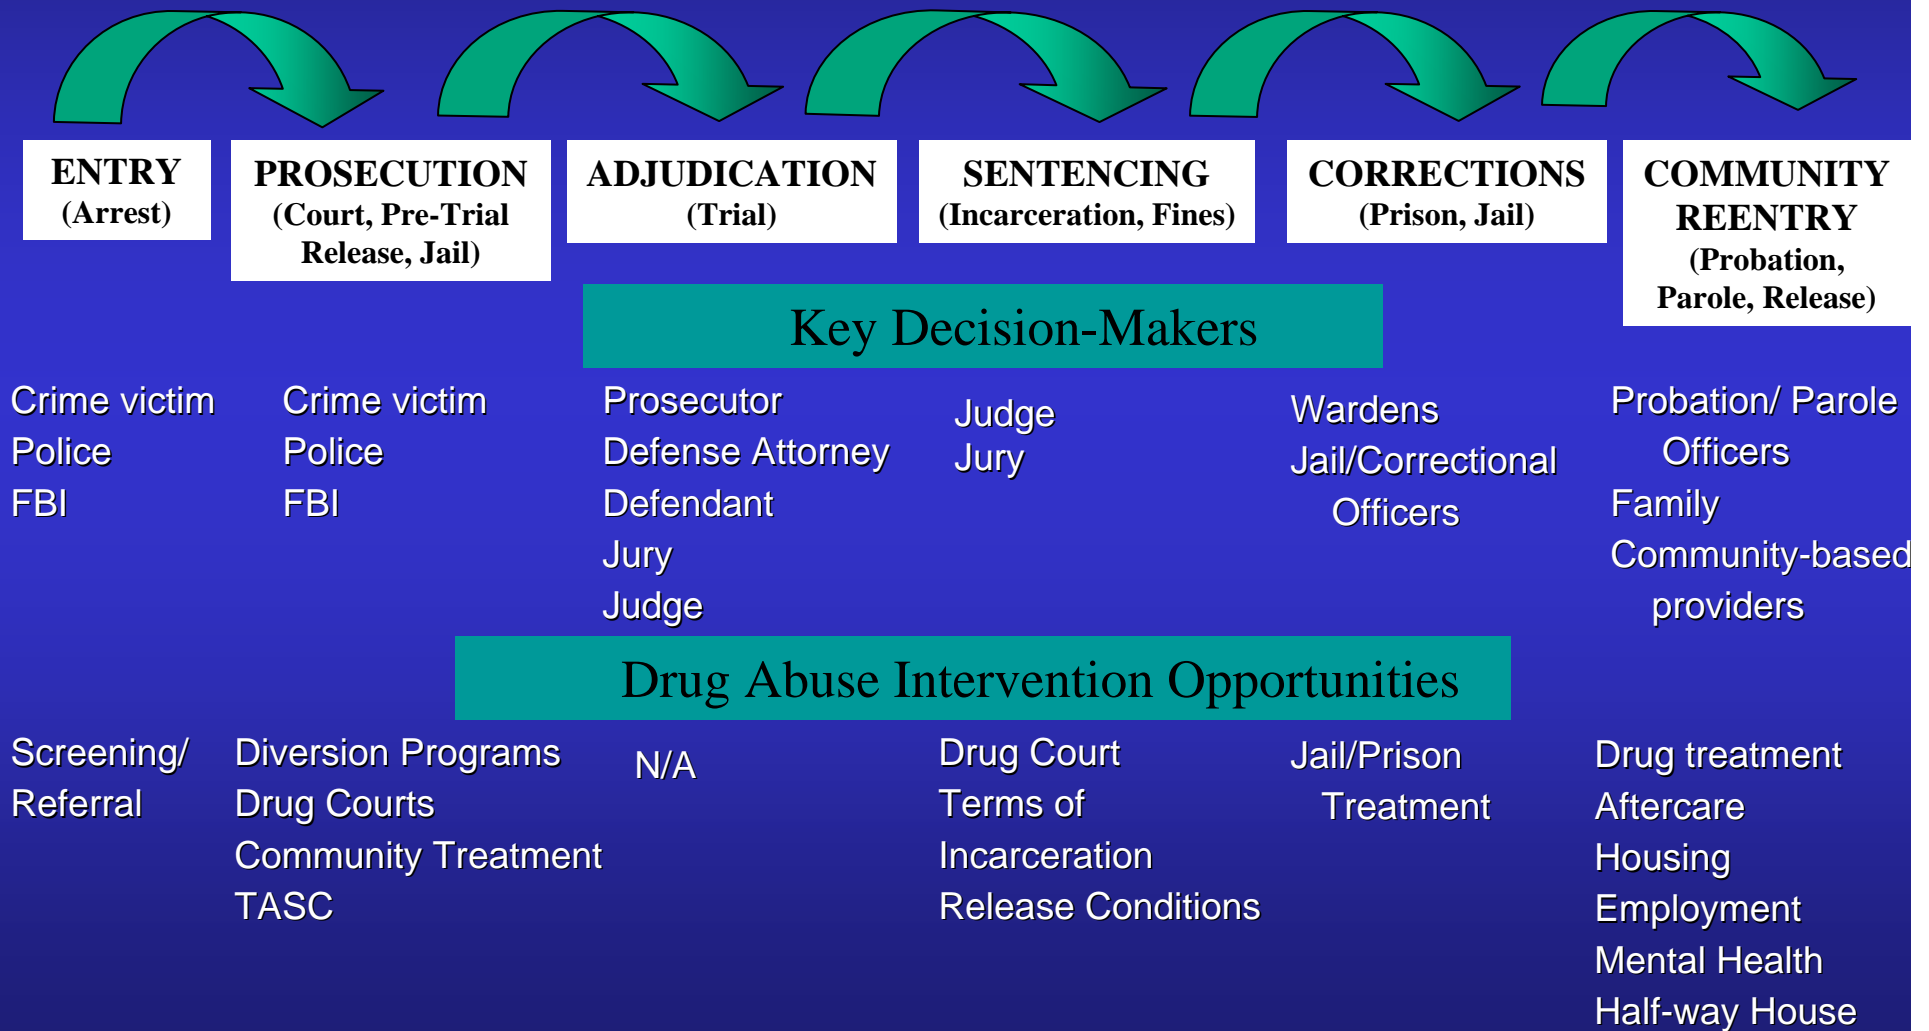 ENTRY
(Arrest)
PROSECUTION
(Court, Pre-Trial
Release, Jail)
ADJUDICATION
(Trial)
SENTENCING
(Incarceration, Fines)
CORRECTIONS
(Prison, Jail)
COMMUNITY
REENTRY
(Probation,
Parole, Release)
Key Decision-Makers
Crime victim
Police
FBI
Crime victim
Police
FBI
Prosecutor
Defense Attorney
Defendant
Jury
Judge
Judge
Jury
Wardens
Jail/Correctional
Officers
Probation/ Parole
Officers
Family
Community-based
providers
Drug Abuse Intervention Opportunities
Screening/
Referral
Diversion Programs
Drug Courts
Community Treatment
TASC
N/A
Drug Court
Terms of
Incarceration
Release Conditions
Jail/Prison
Treatment
Drug treatment
Aftercare
Housing
Employment
Mental Health
Half-way House